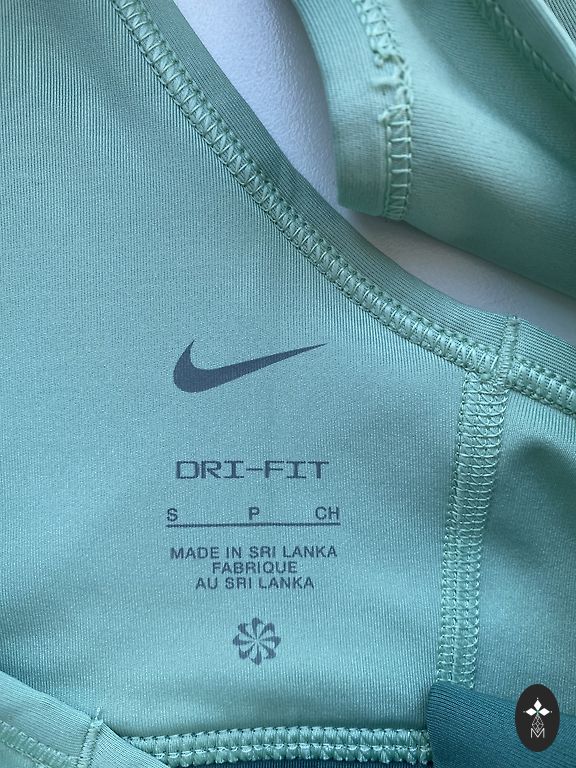 DRI-FIT
S P CH
MADE IN SRI LANKA
FABRIQUE
AU SRI LANKA
M